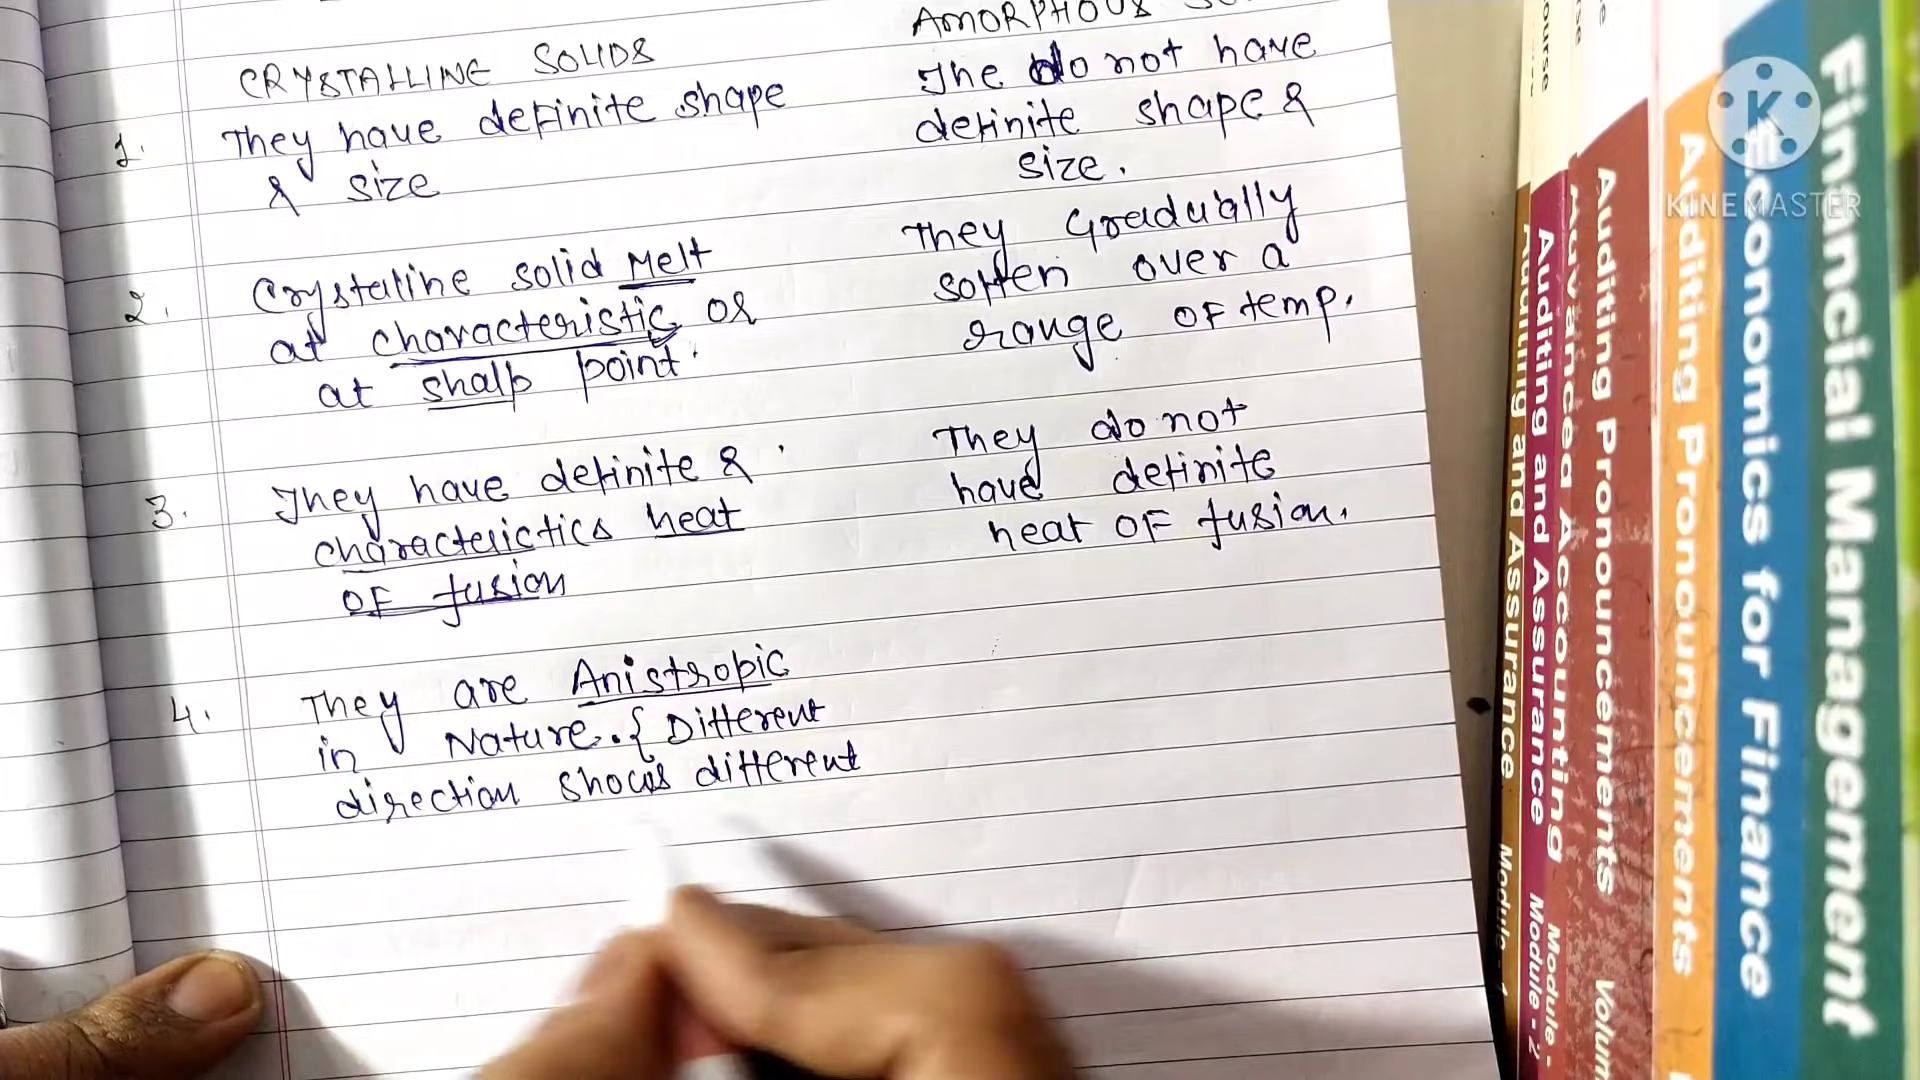 CRYSTALLINE SOLIDS
1. They have definite shape
& size
2. Crystalline solid Melt
at characteristic or
at sharp point.
3. They have definite &
characterictics heat
OF fusion
4. They are Anistropic
in Nature. { Different
direction shows different
AMORPHOUS
The do not have
definite shape &
size.
They Gradually
soften over a
range OF temp.
They do not
have definite
heat OF fusion.
Auditing and Assurance Module - 1
Auditing and Assurance Module - 2
Advanced Accounting Module -
Auditing Pronouncements
Auditing Pronouncements
Economics for Finance
Financial Management
K
KINEMASTER